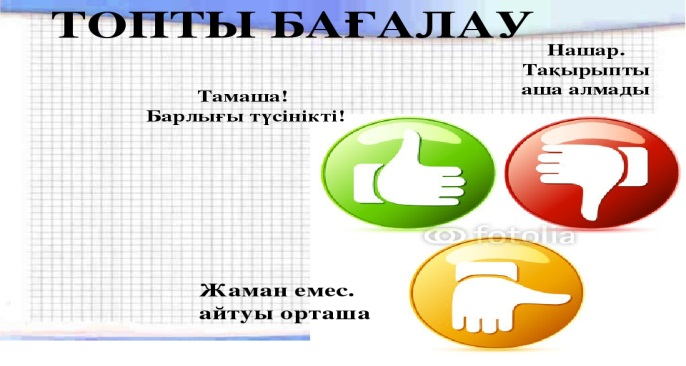 ТОПТЫ БАҒАЛАУ
Нашар.
Тақырыпты
аша алмады
Тамаша!
Барлығы түсінікті!
fotolia
Жаман емес.
айтуы орташа